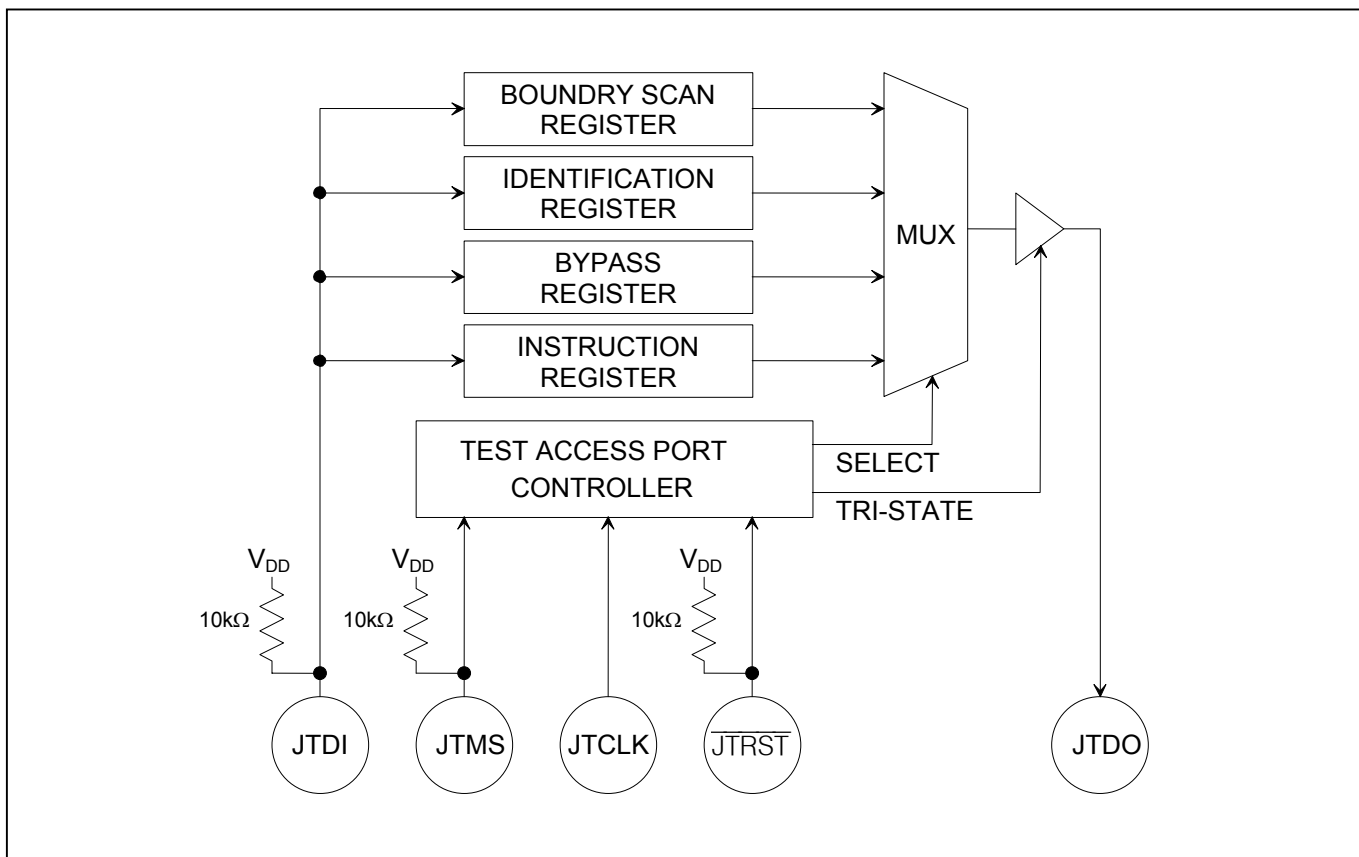 BOUNDRY SCAN
REGISTER
IDENTIFICATION
REGISTER
BYPASS
REGISTER
INSTRUCTION
REGISTER
MUX
TEST ACCESS PORT
CONTROLLER
SELECT
TRI-STATE
VDD
10kΩ
VDD
10kΩ
VDD
10kΩ
JTDI
JTMS
JTCLK
J̅T̅R̅S̅T̅
JTDO